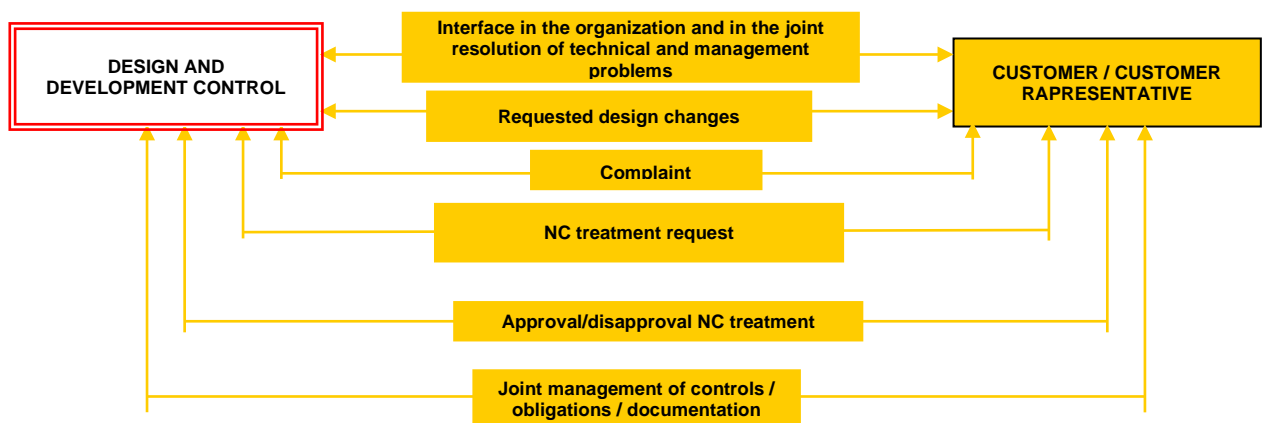 Interface in the organization and in the joint
resolution of technical and management
problems
DESIGN AND
DEVELOPMENT CONTROL
CUSTOMER / CUSTOMER
RAPRESENTATIVE
Requested design changes
Complaint
NC treatment request
Approval/disapproval NC treatment
Joint management of controls /
obligations / documentation